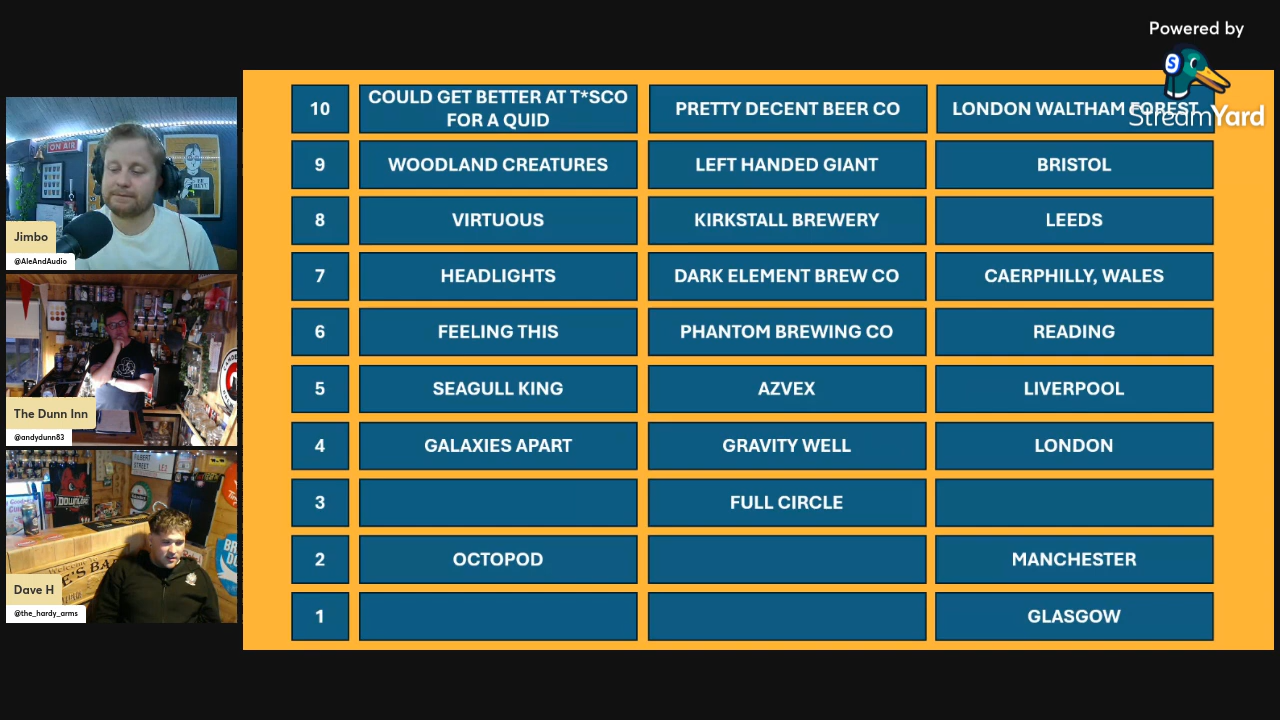 Powered by
StreamYard
10
COULD GET BETTER AT T*SCO
FOR A QUID
PRETTY DECENT BEER CO
LONDON WALTHAM FOREST
9
WOODLAND CREATURES
LEFT HANDED GIANT
BRISTOL
8
VIRTUOUS
KIRKSTALL BREWERY
LEEDS
7
HEADLIGHTS
DARK ELEMENT BREW CO
CAERPHILLY, WALES
6
FEELING THIS
PHANTOM BREWING CO
READING
5
SEAGULL KING
AZVEX
LIVERPOOL
4
GALAXIES APART
GRAVITY WELL
LONDON
3
FULL CIRCLE
2
OCTOPOD
MANCHESTER
1
GLASGOW
ON AIR
Jimbo
@AleAndAudio
The Dunn Inn
@andydunn83
DOWNLOAD
Dave H
@the_hardy_arms